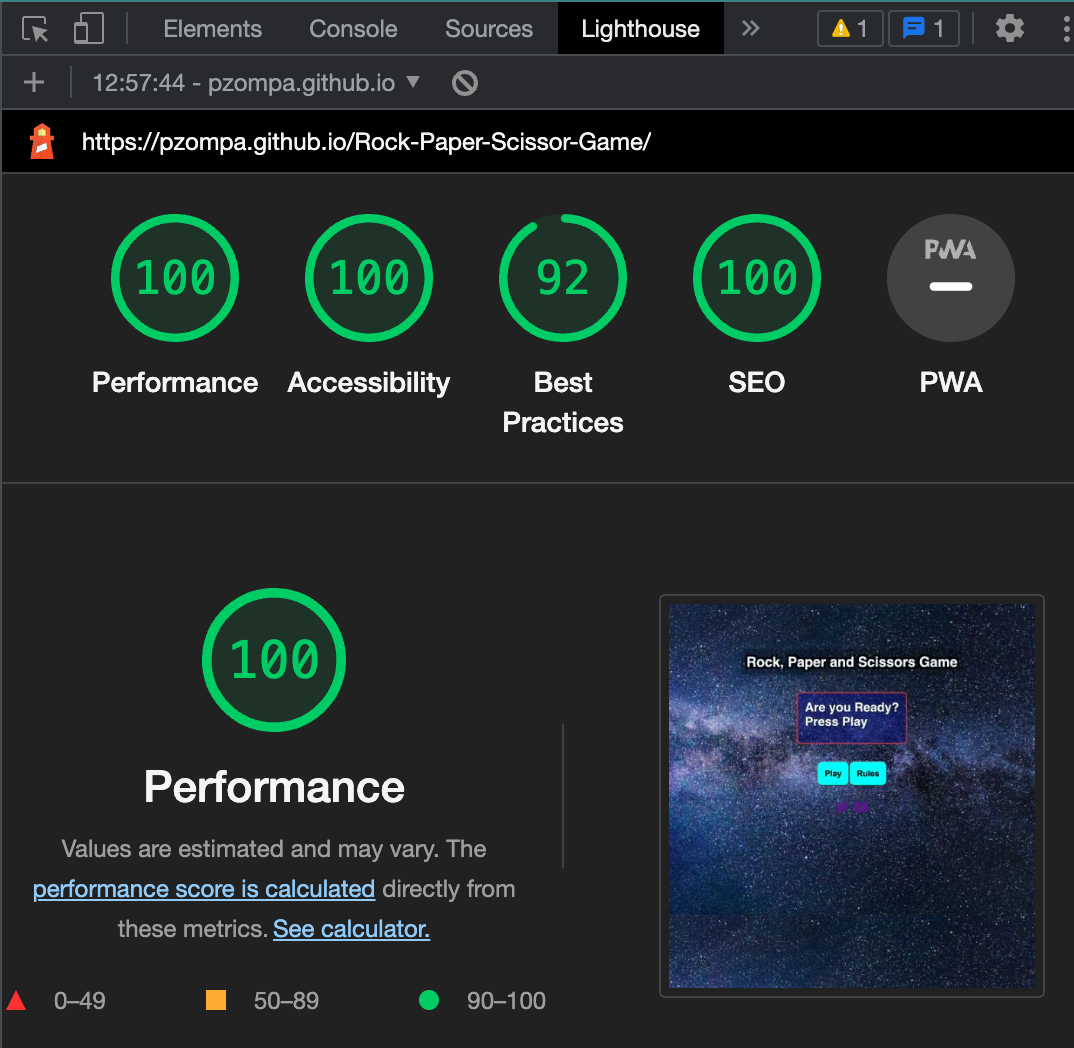 Elements Console Sources Lighthouse 1 1
12:57:44 - pzompa.github.io
https://pzompa.github.io/Rock-Paper-Scissor-Game/
100 100 92 100 PWA
Performance Accessibility Best Practices SEO PWA
100
Performance
Values are estimated and may vary. The
performance score is calculated directly from
these metrics. See calculator.
0–49 50–89 90–100
Rock, Paper and Scissors Game
Are you Ready?
Press Play
Play Rules